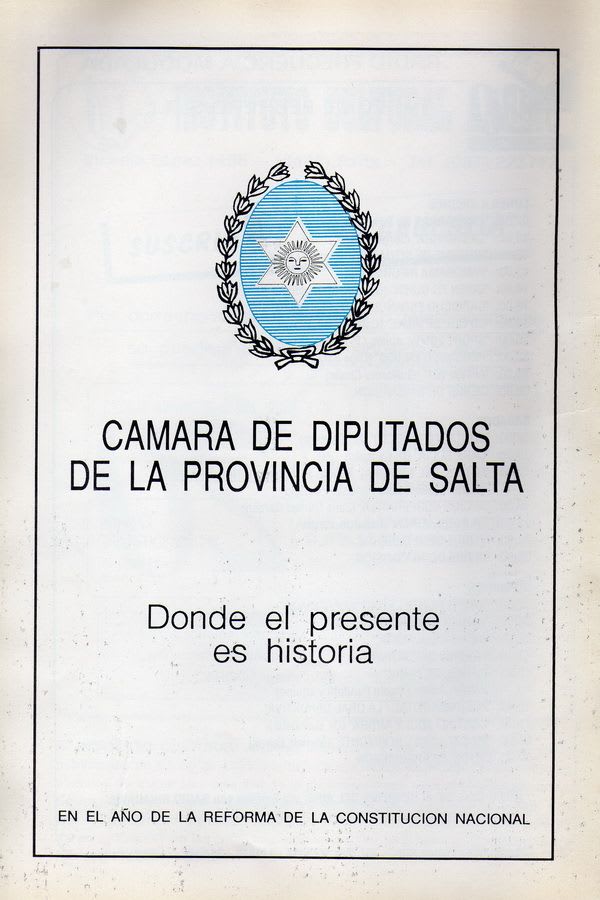 CAMARA DE DIPUTADOS
DE LA PROVINCIA DE SALTA
Donde el presente
es historia
EN EL AÑO DE LA REFORMA DE LA CONSTITUCION NACIONAL